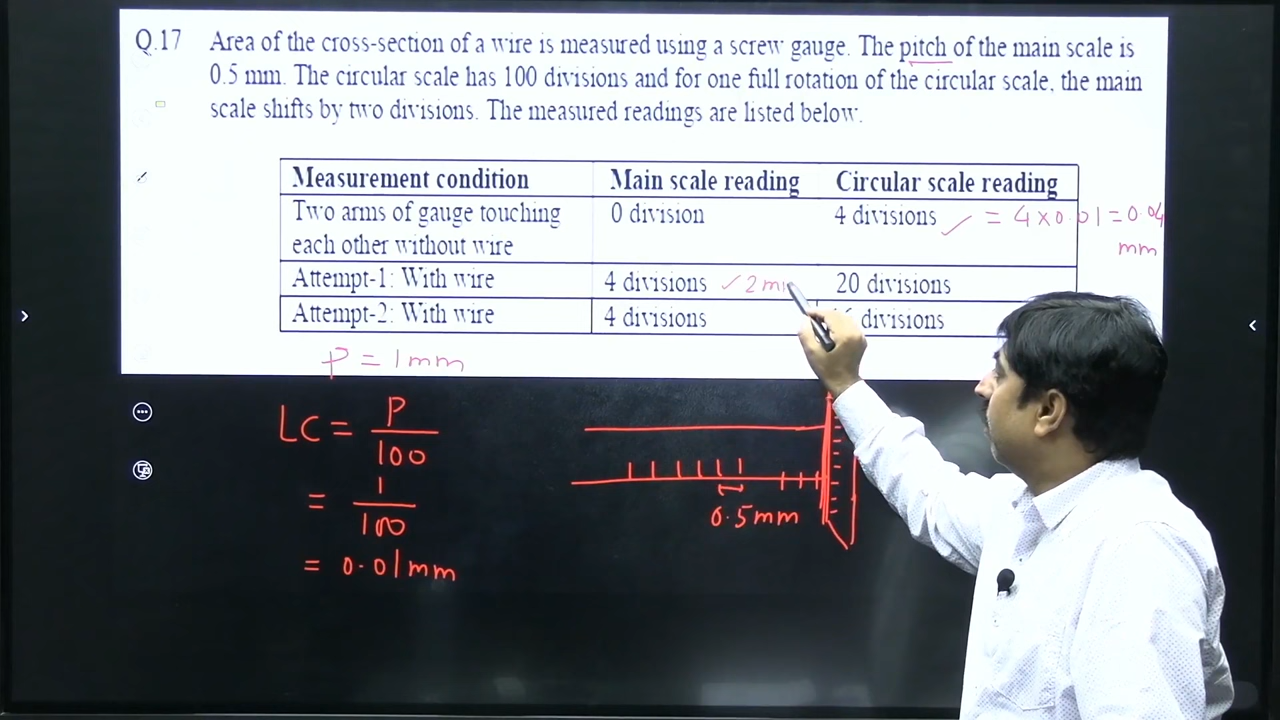 Q.17 Area of the cross-section of a wire is measured using a screw gauge. The pitch of the main scale is
0.5 mm. The circular scale has 100 divisions and for one full rotation of the circular scale, the main
scale shifts by two divisions. The measured readings are listed below.
Measurement condition Main scale reading Circular scale reading
Two arms of gauge touching each other without wire 0 division 4 divisions = 4 × 0.01 = 0.04 mm
Attempt-1: With wire 4 divisions 2 m 20 divisions
Attempt-2: With wire 4 divisions divisions
P = 1 mm
LC = P/100
= 1/100
= 0.01 mm
0.5 mm